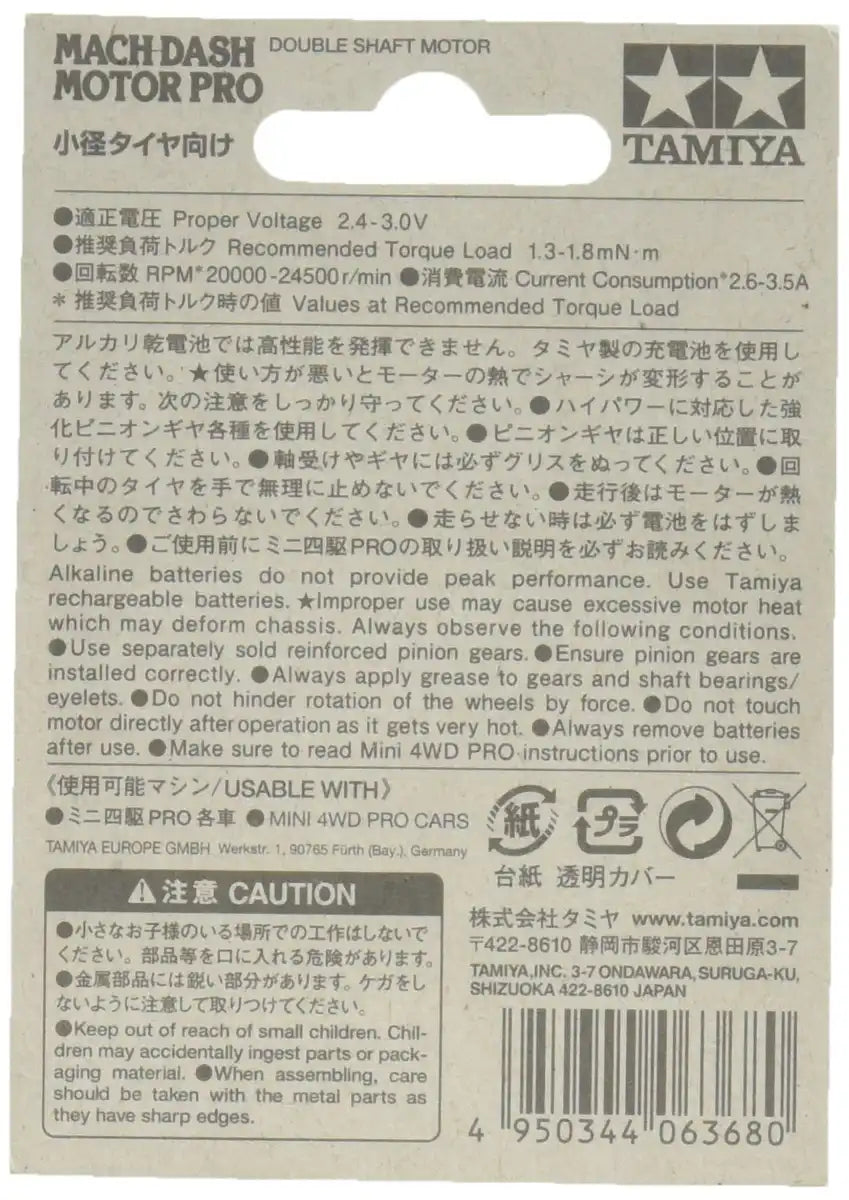 MACH-DASH MOTOR PRO
DOUBLE SHAFT MOTOR
TAMIYA
小径タイヤ向け
●適正電圧 Proper Voltage 2.4-3.0V
●推奨負荷トルク Recommended Torque Load 1.3-1.8mN·m
●回転数 RPM*20000-24500r/min ●消費電流 Current Consumption*2.6-3.5A
* 推奨負荷トルク時の値 Values at Recommended Torque Load
アルカリ乾電池では高性能を発揮できません。タミヤ製の充電池を使用し
てください。★使い方が悪いとモーターの熱でシャーシが変形することが
あります。次の注意をしっかり守ってください。●ハイパワーに対応した強
化ピニオンギヤ各種を使用してください。●ピニオンギヤは正しい位置に取
り付けてください。●軸受けやギヤには必ずグリスをぬってください。●回
転中のタイヤを手で無理に止めないでください。●走行後はモーターが熱
くなるのでさわらないでください。●走らせない時は必ず電池をはずしま
しょう。●ご使用前にミニ四駆PROの取り扱い説明を必ずお読みください。
Alkaline batteries do not provide peak performance. Use Tamiya
rechargeable batteries. ★Improper use may cause excessive motor heat
which may deform chassis. Always observe the following conditions.
●Use separately sold reinforced pinion gears. ●Ensure pinion gears are
installed correctly. ●Always apply grease to gears and shaft bearings/
eyelets. ●Do not hinder rotation of the wheels by force. ●Do not touch
motor directly after operation as it gets very hot. ●Always remove batteries
after use. ●Make sure to read Mini 4WD PRO instructions prior to use.
《使用可能マシン/USABLE WITH》
●ミニ四駆PRO各車 ●MINI 4WD PRO CARS
TAMIYA EUROPE GMBH Werkstr. 1, 90765 Fürth (Bay.), Germany
紙 プラ
台紙 透明カバー
⚠注意 CAUTION
●小さなお子様のいる場所での工作はしないで
ください。部品等を口に入れる危険があります。
●金属部品には鋭い部分があります。ケガをし
ないように注意して取りつけてください。
●Keep out of reach of small children. Chil-
dren may accidentally ingest parts or pack-
aging material. ●When assembling, care
should be taken with the metal parts as
they have sharp edges.
株式会社タミヤ www.tamiya.com
〒422-8610 静岡市駿河区恩田原3-7
TAMIYA,INC. 3-7 ONDAWARA, SURUGA-KU,
SHIZUOKA 422-8610 JAPAN
4 950344 063680